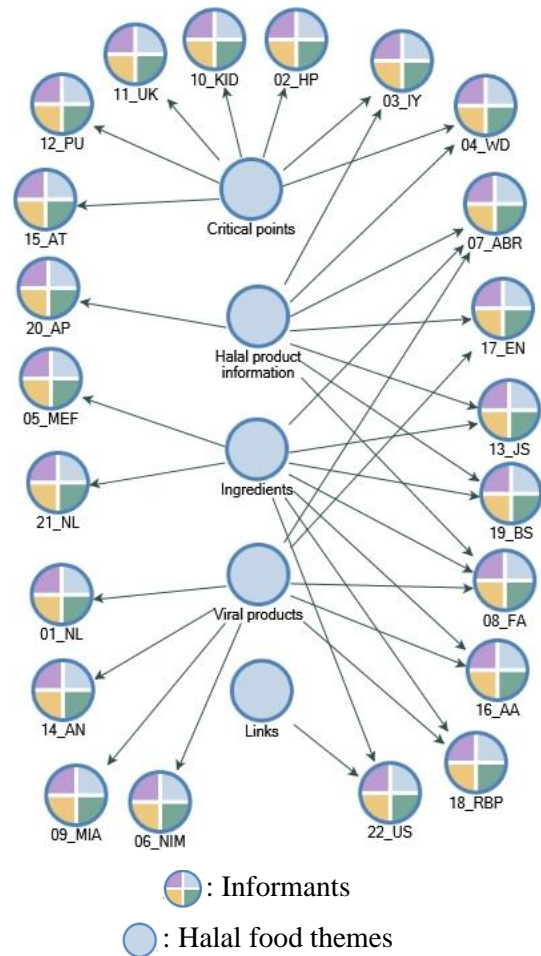 10_KID
02_HP
11_UK
03_IY
12_PU
04_WD
15_AT
Critical points
07_ABR
20_AP
17_EN
Halal product
information
05_MEF
13_JS
21_NL
Ingredients
19_BS
01_NL
Viral products
08_FA
14_AN
16_AA
Links
18_RBP
09_MIA
06_NIM
22_US
: Informants
: Halal food themes